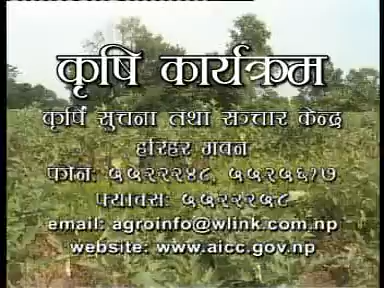 कृषि कार्यक्रम
कृषि सुचना तथा सञ्चार केन्द्र
हरिहर भवन
फोनः ५५२२२४८, ५५२५६१७
फ्याक्सः ५५२२२५८
email: agroinfo@wlink.com.np
website: www.aicc.gov.np